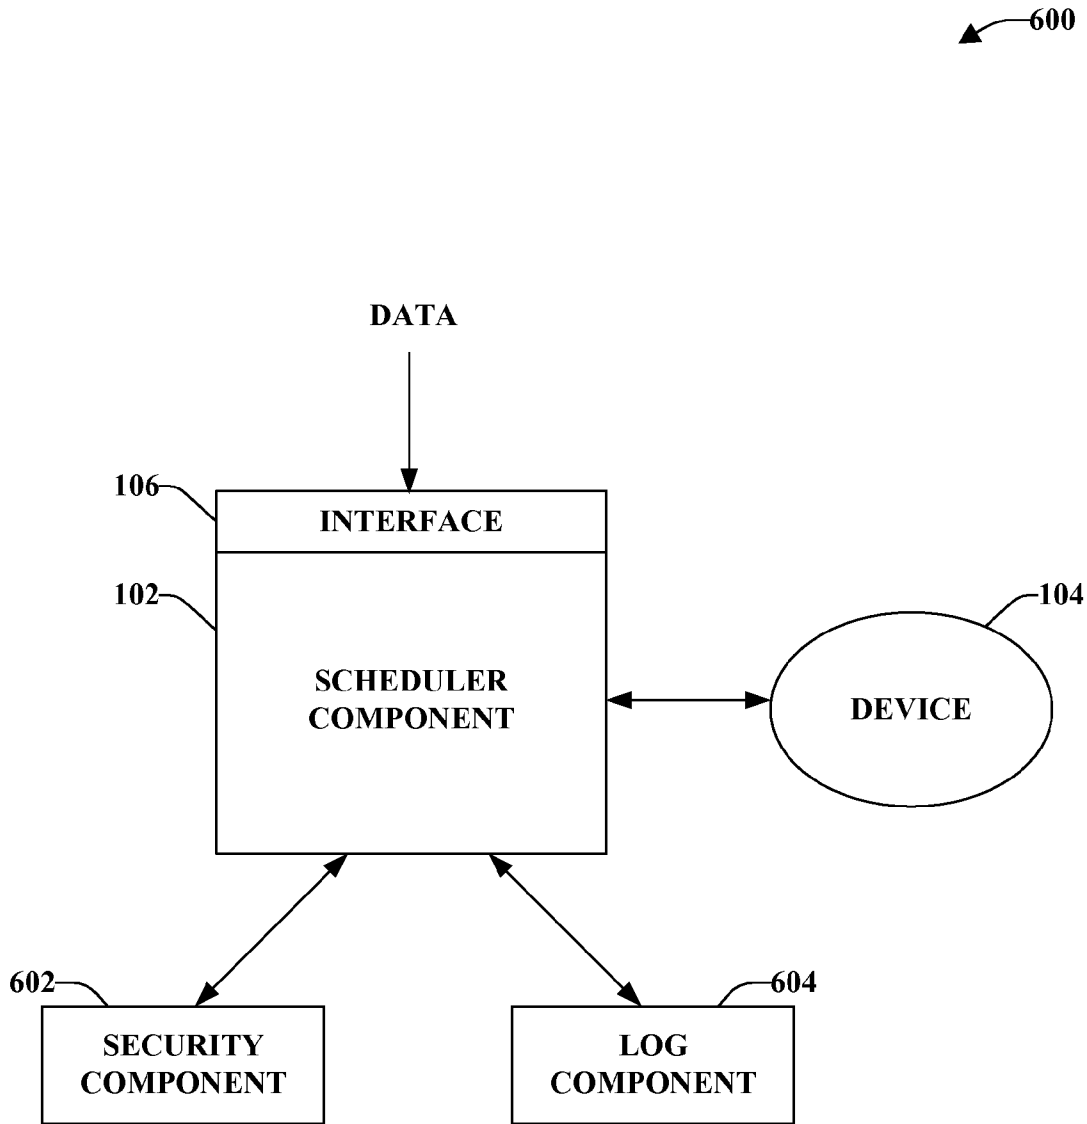 600
DATA
106
INTERFACE
102
104
SCHEDULER
COMPONENT
DEVICE
602
604
SECURITY
COMPONENT
LOG
COMPONENT